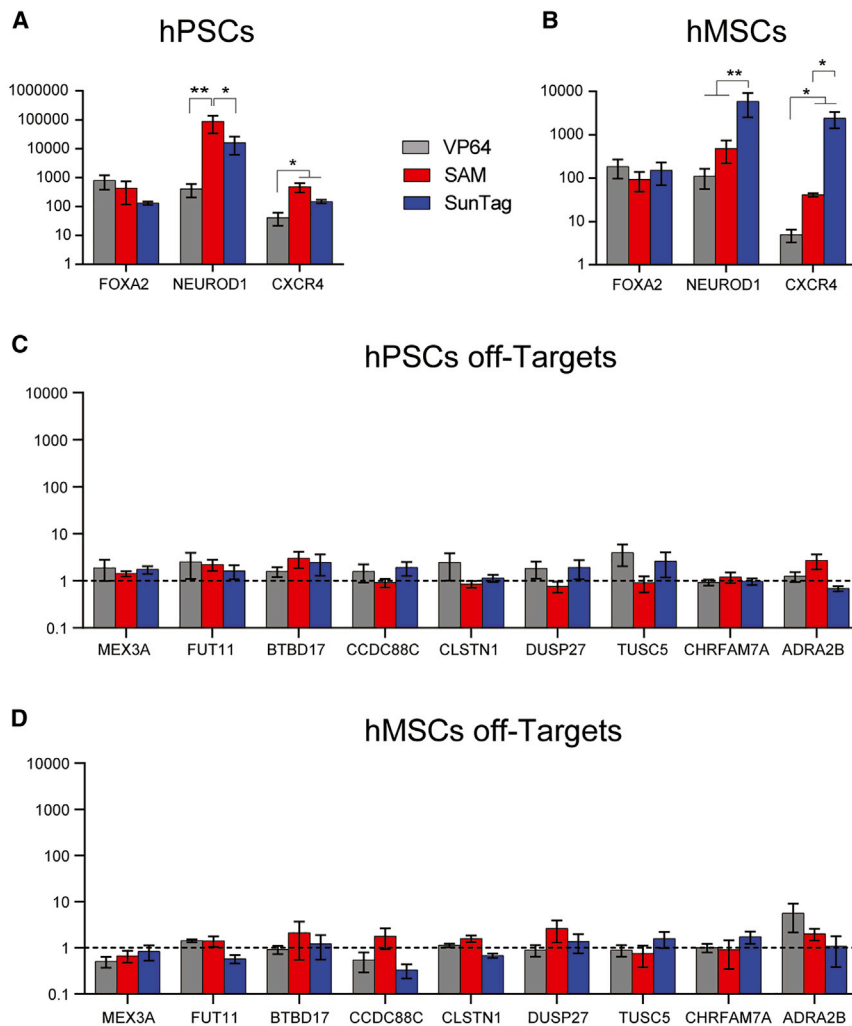 A
hPSCs
1000000
100000
10000
1000
100
10
1
** *
*
FOXA2 NEUROD1 CXCR4
VP64
SAM
SunTag
B
hMSCs
10000
1000
100
10
1
**
*
*
FOXA2 NEUROD1 CXCR4
C
hPSCs off-Targets
10000
1000
100
10
1
0.1
MEX3A FUT11 BTBD17 CCDC88C CLSTN1 DUSP27 TUSC5 CHRFAM7A ADRA2B
D
hMSCs off-Targets
10000
1000
100
10
1
0.1
MEX3A FUT11 BTBD17 CCDC88C CLSTN1 DUSP27 TUSC5 CHRFAM7A ADRA2B